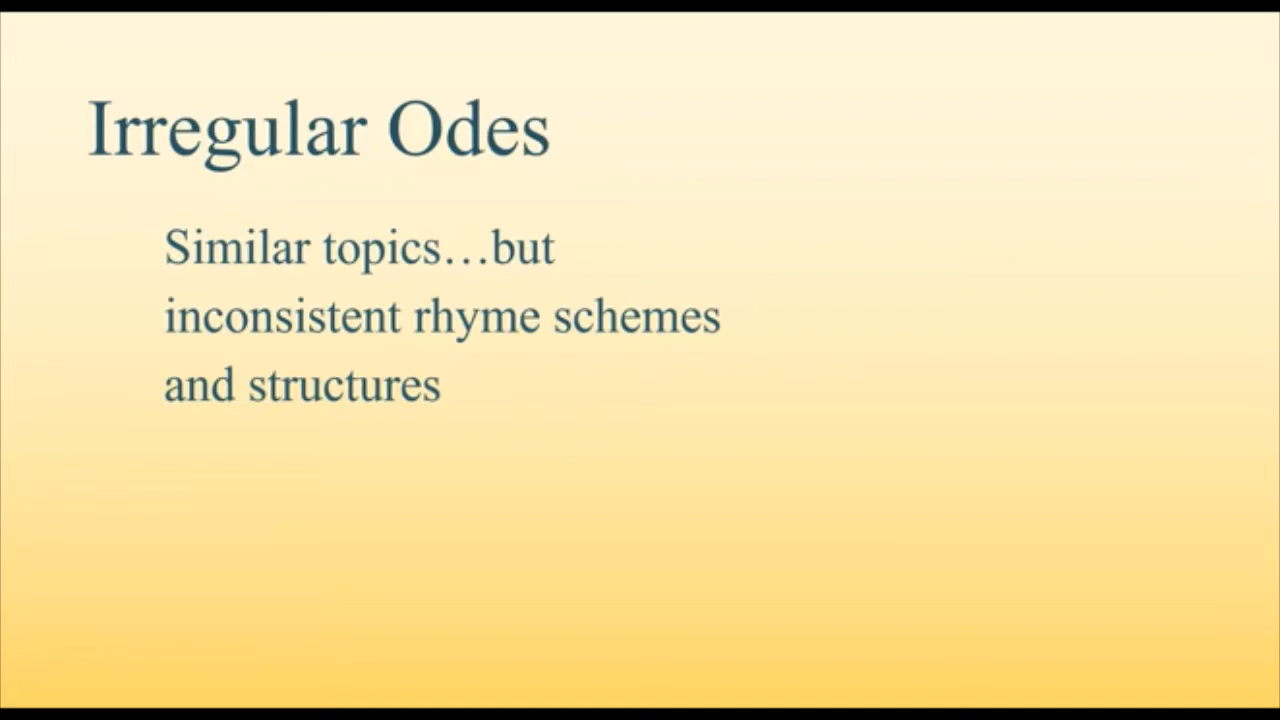 Irregular Odes
Similar topics…but
inconsistent rhyme schemes
and structures